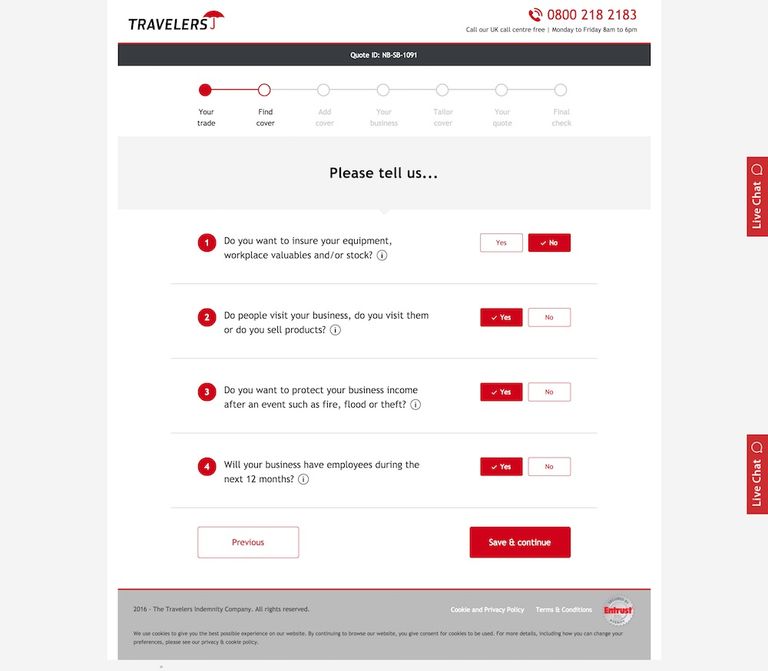 TRAVELERS
0800 218 2183
Call our UK call centre free | Monday to Friday 8am to 6pm
Quote ID: NB-SB-1091
Your trade
Find cover
Add cover
Your business
Tailor cover
Your quote
Final check
Please tell us...
1 Do you want to insure your equipment,
workplace valuables and/or stock? i
Yes No
2 Do people visit your business, do you visit them
or do you sell products? i
Yes No
3 Do you want to protect your business income
after an event such as fire, flood or theft? i
Yes No
4 Will your business have employees during the
next 12 months? i
Yes No
Previous
Save & continue
Live Chat
Live Chat
2016 - The Travelers Indemnity Company. All rights reserved.
Cookie and Privacy Policy Terms & Conditions
Entrust
We use cookies to give you the best possible experience on our website. By continuing to browse our website, you give consent for cookies to be used. For more details, including how you can change your
preferences, please see our privacy & cookie policy.